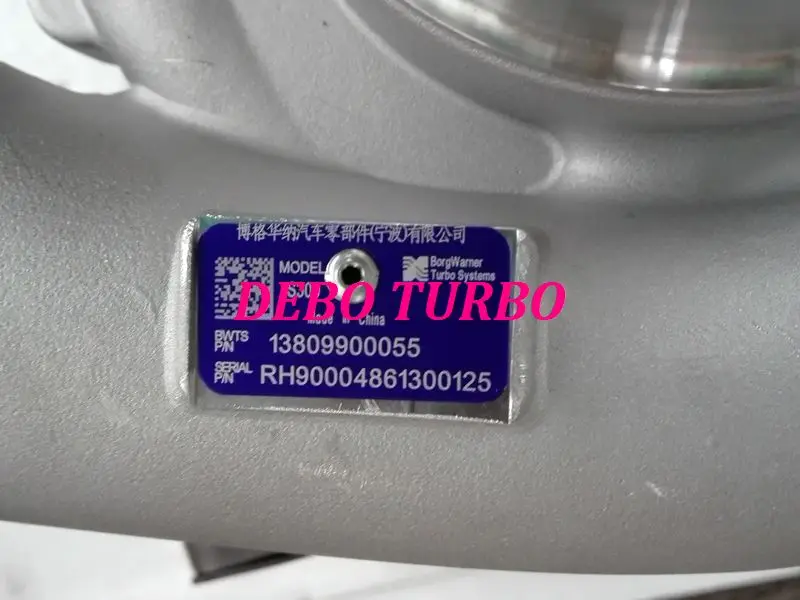 博格华纳汽车零部件(宁波)有限公司
MODEL
BorgWarner
Turbo Systems
DEBO TURBO
Made in China
BWTS
P/N 13809900055
SERIAL
P/N RH90004861300125